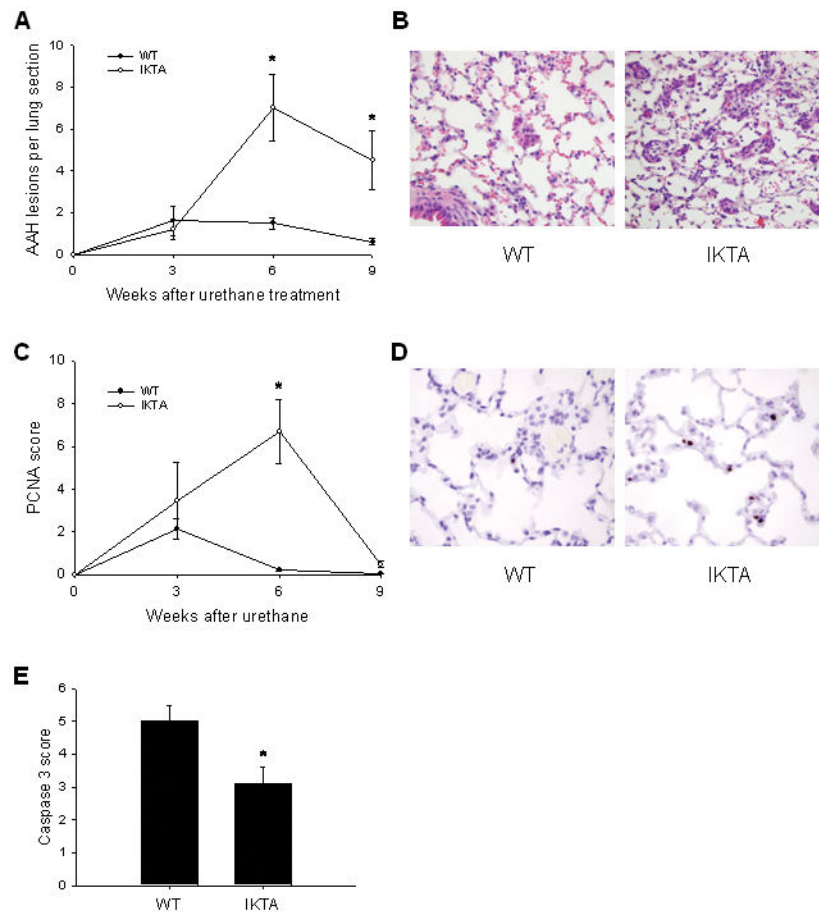 A
AAH lesions per lung section
10
8
6
4
2
0
WT
IKTA
*
*
0 3 6 9
Weeks after urethane treatment
B
WT IKTA
C
PCNA score
10
8
6
4
2
0
WT
IKTA
*
0 3 6 9
Weeks after urethane
D
WT IKTA
E
Caspase 3 score
6
5
4
3
2
1
0
*
WT IKTA